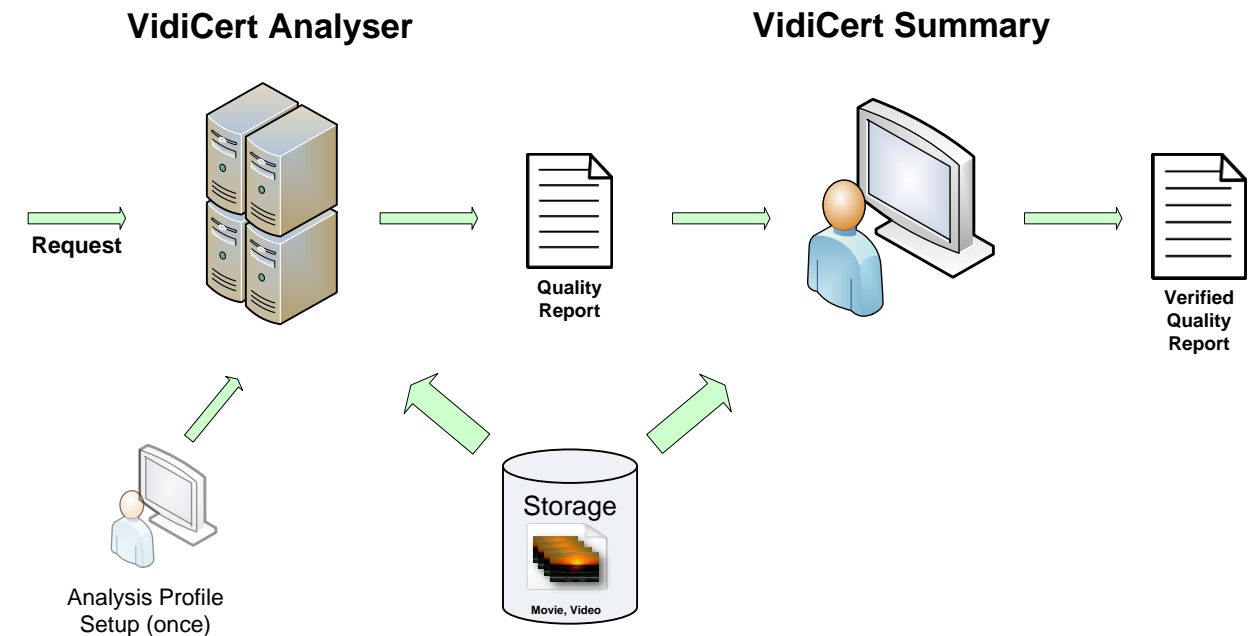 VidiCert Analyser
VidiCert Summary
Request
Quality
Report
Verified
Quality
Report
Storage
Movie, Video
Analysis Profile
Setup (once)